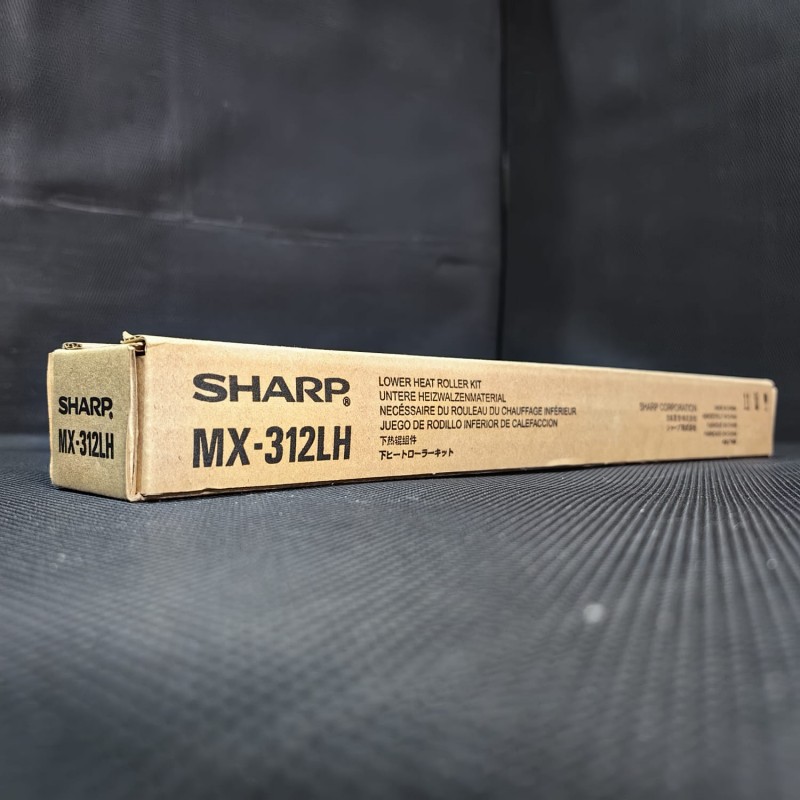 SHARP®
MX-312LH
SHARP®
MX-312LH
LOWER HEAT ROLLER KIT
UNTERE HEIZWALZENMATERIAL
NECÉSSAIRE DU ROULEAU DU CHAUFFAGE INFÉRIEUR
JUEGO DE RODILLO INFERIOR DE CALEFACCION
下热辊组件
下ヒートローラーキット
SHARP CORPORATION